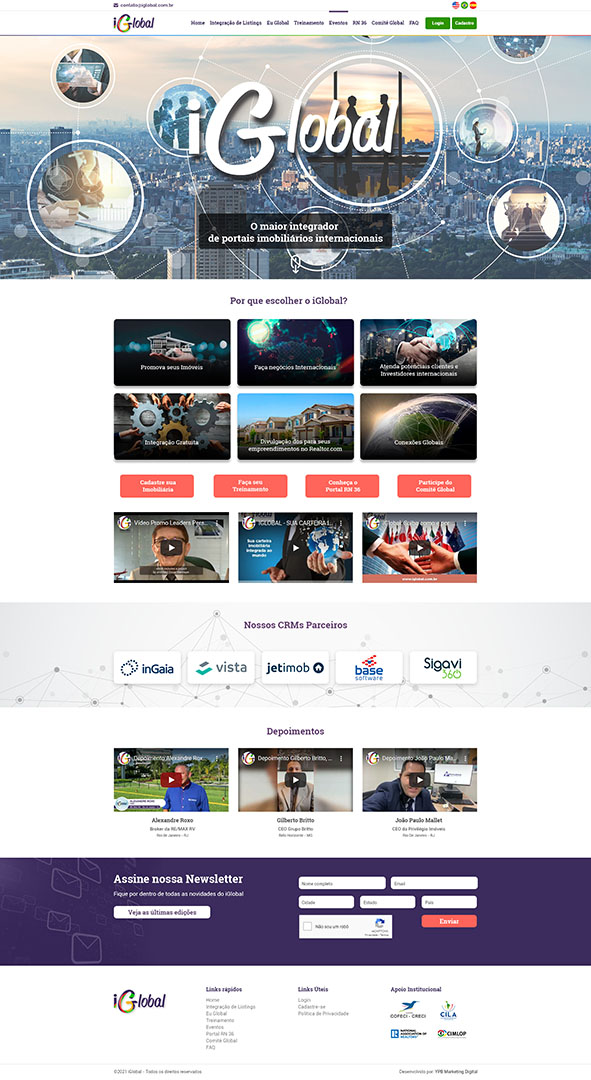 contato@iglobal.com.br
iGlobal
Home Integração de Listings Eu Global Treinamento Eventos RN 36 Comitê Global FAQ Login Cadastro
iGlobal
O maior integrador
de portais imobiliários internacionais
Por que escolher o iGlobal?
Promova seus Imóveis
Faça negócios Internacionais
Atenda potenciais clientes e
Investidores internacionais
Integração Gratuita
Divulgação dos para seus
empreendimentos no Realtor.com
Conexões Globais
Cadastre sua
Imobiliária
Faça seu
Treinamento
Conheça o
Portal RN 36
Participe do
Comitê Global
Vídeo Promo Leaders Pers
IGLOBAL - SUA CARTEIRA I
Sua carteira
imobiliária
integrada ao
mundo
iGlobal
www.iglobal.com.br
Nossos CRMs Parceiros
inGaia
vista
jetimob
base
software
Sigavi
360
Depoimentos
Depoimento Alexandre Rox...
ALEXANDRE ROXO
Depoimento Gilberto Britto, ...
Depoimento João Paulo Ma...
Alexandre Roxo
Broker da RE/MAX RV
Rio De Janeiro - RJ
Gilberto Britto
CEO Grupo Britto
Belo Horizonte - MG
João Paulo Mallet
CEO da Privilégio Imóveis
Rio De Janeiro - RJ
Assine nossa Newsletter
Fique por dentro de todas as novidades do iGlobal
Veja as últimas edições
Nome completo
Email
Cidade
Estado
País
Não sou um robô
reCAPTCHA
Enviar
iGlobal
Links rápidos
Home
Integração de Listings
Eu Global
Treinamento
Eventos
Portal RN 36
Comitê Global
FAQ
Links Uteis
Login
Cadastre-se
Política de Privacidade
Apoio Institucional
COFECI - CRECI
CILA
NATIONAL
ASSOCIATION OF
REALTORS
CIMLOP
©2021 iGlobal - Todos os direitos reservados
Desenvolvido por: YPB Marketing Digital